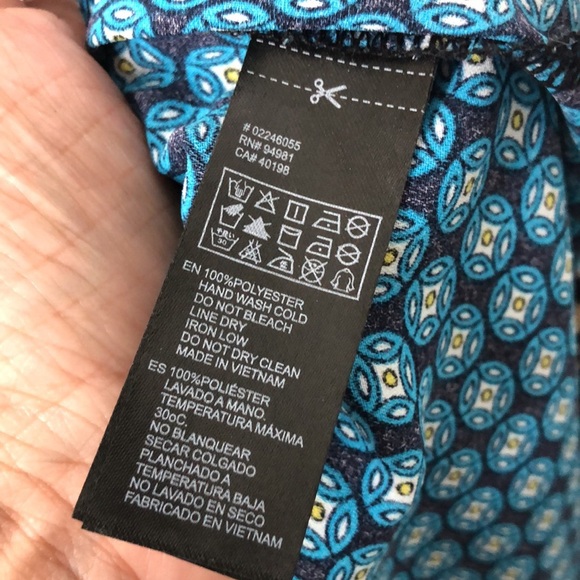 # 02246055
RN# 94981
CA# 40198
EN 100%POLYESTER
HAND WASH COLD
DO NOT BLEACH
LINE DRY
IRON LOW
DO NOT DRY CLEAN
MADE IN VIETNAM
ES 100%POLIÉSTER
LAVADO A MANO.
TEMPERATURA MÁXIMA
30oC.
NO BLANQUEAR
SECAR COLGADO
PLANCHADO A
TEMPERATURA BAJA
NO LAVADO EN SECO
FABRICADO EN VIETNAM